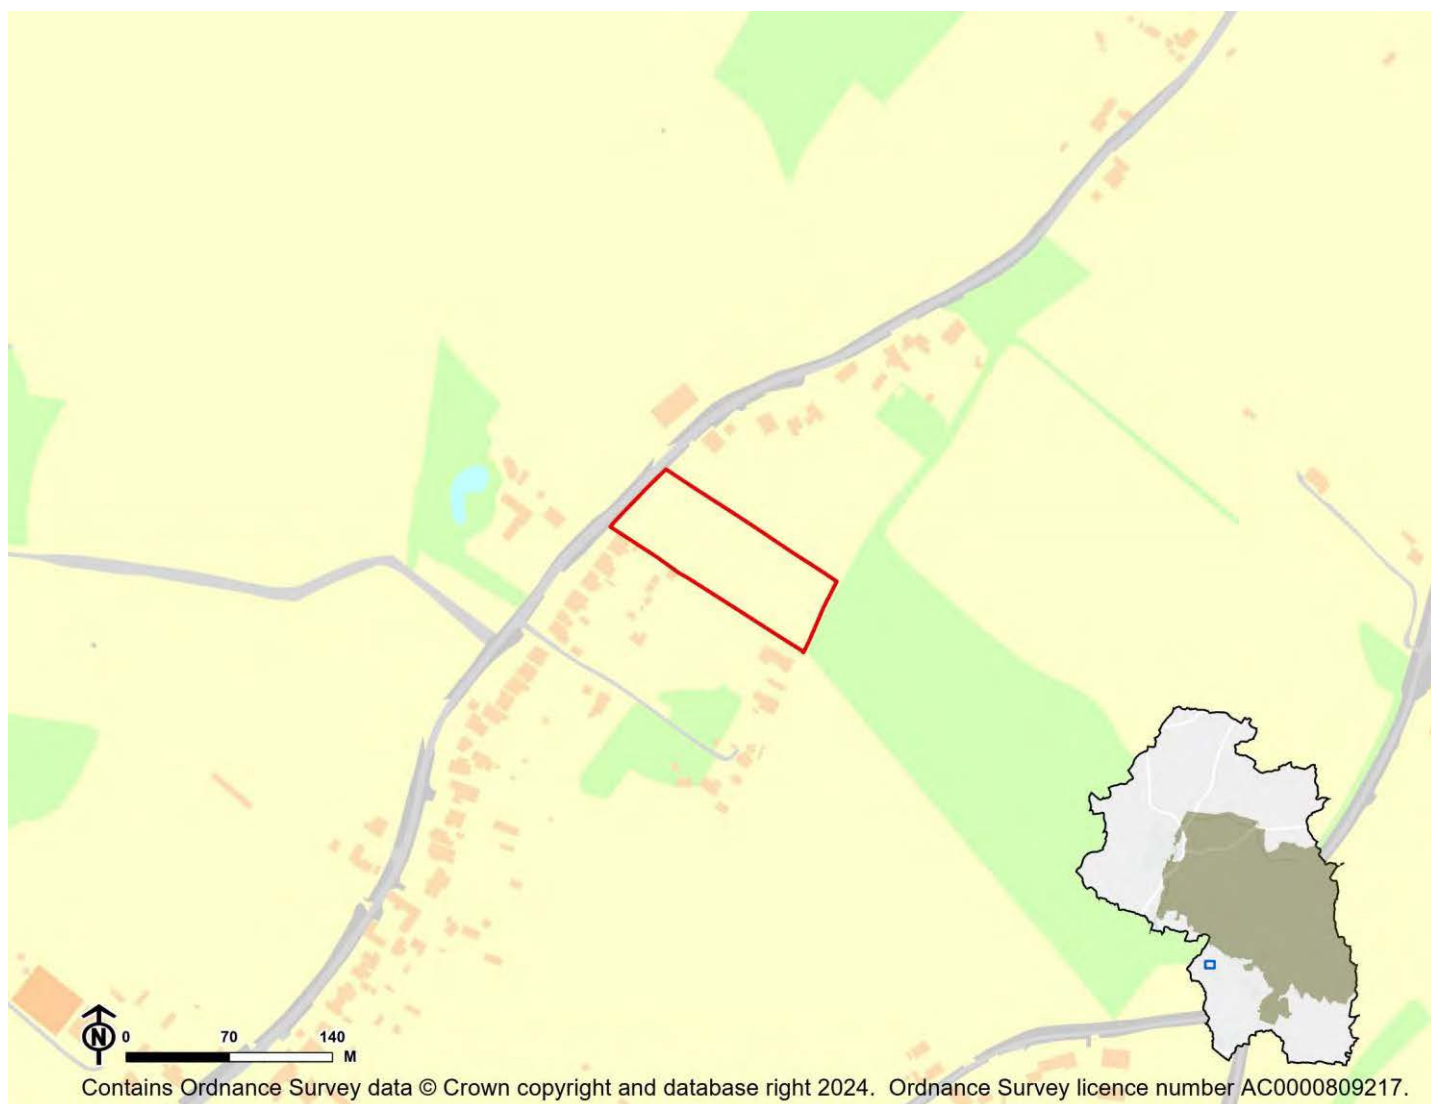 N
0 70 140
M
Contains Ordnance Survey data © Crown copyright and database right 2024. Ordnance Survey licence number AC0000809217.